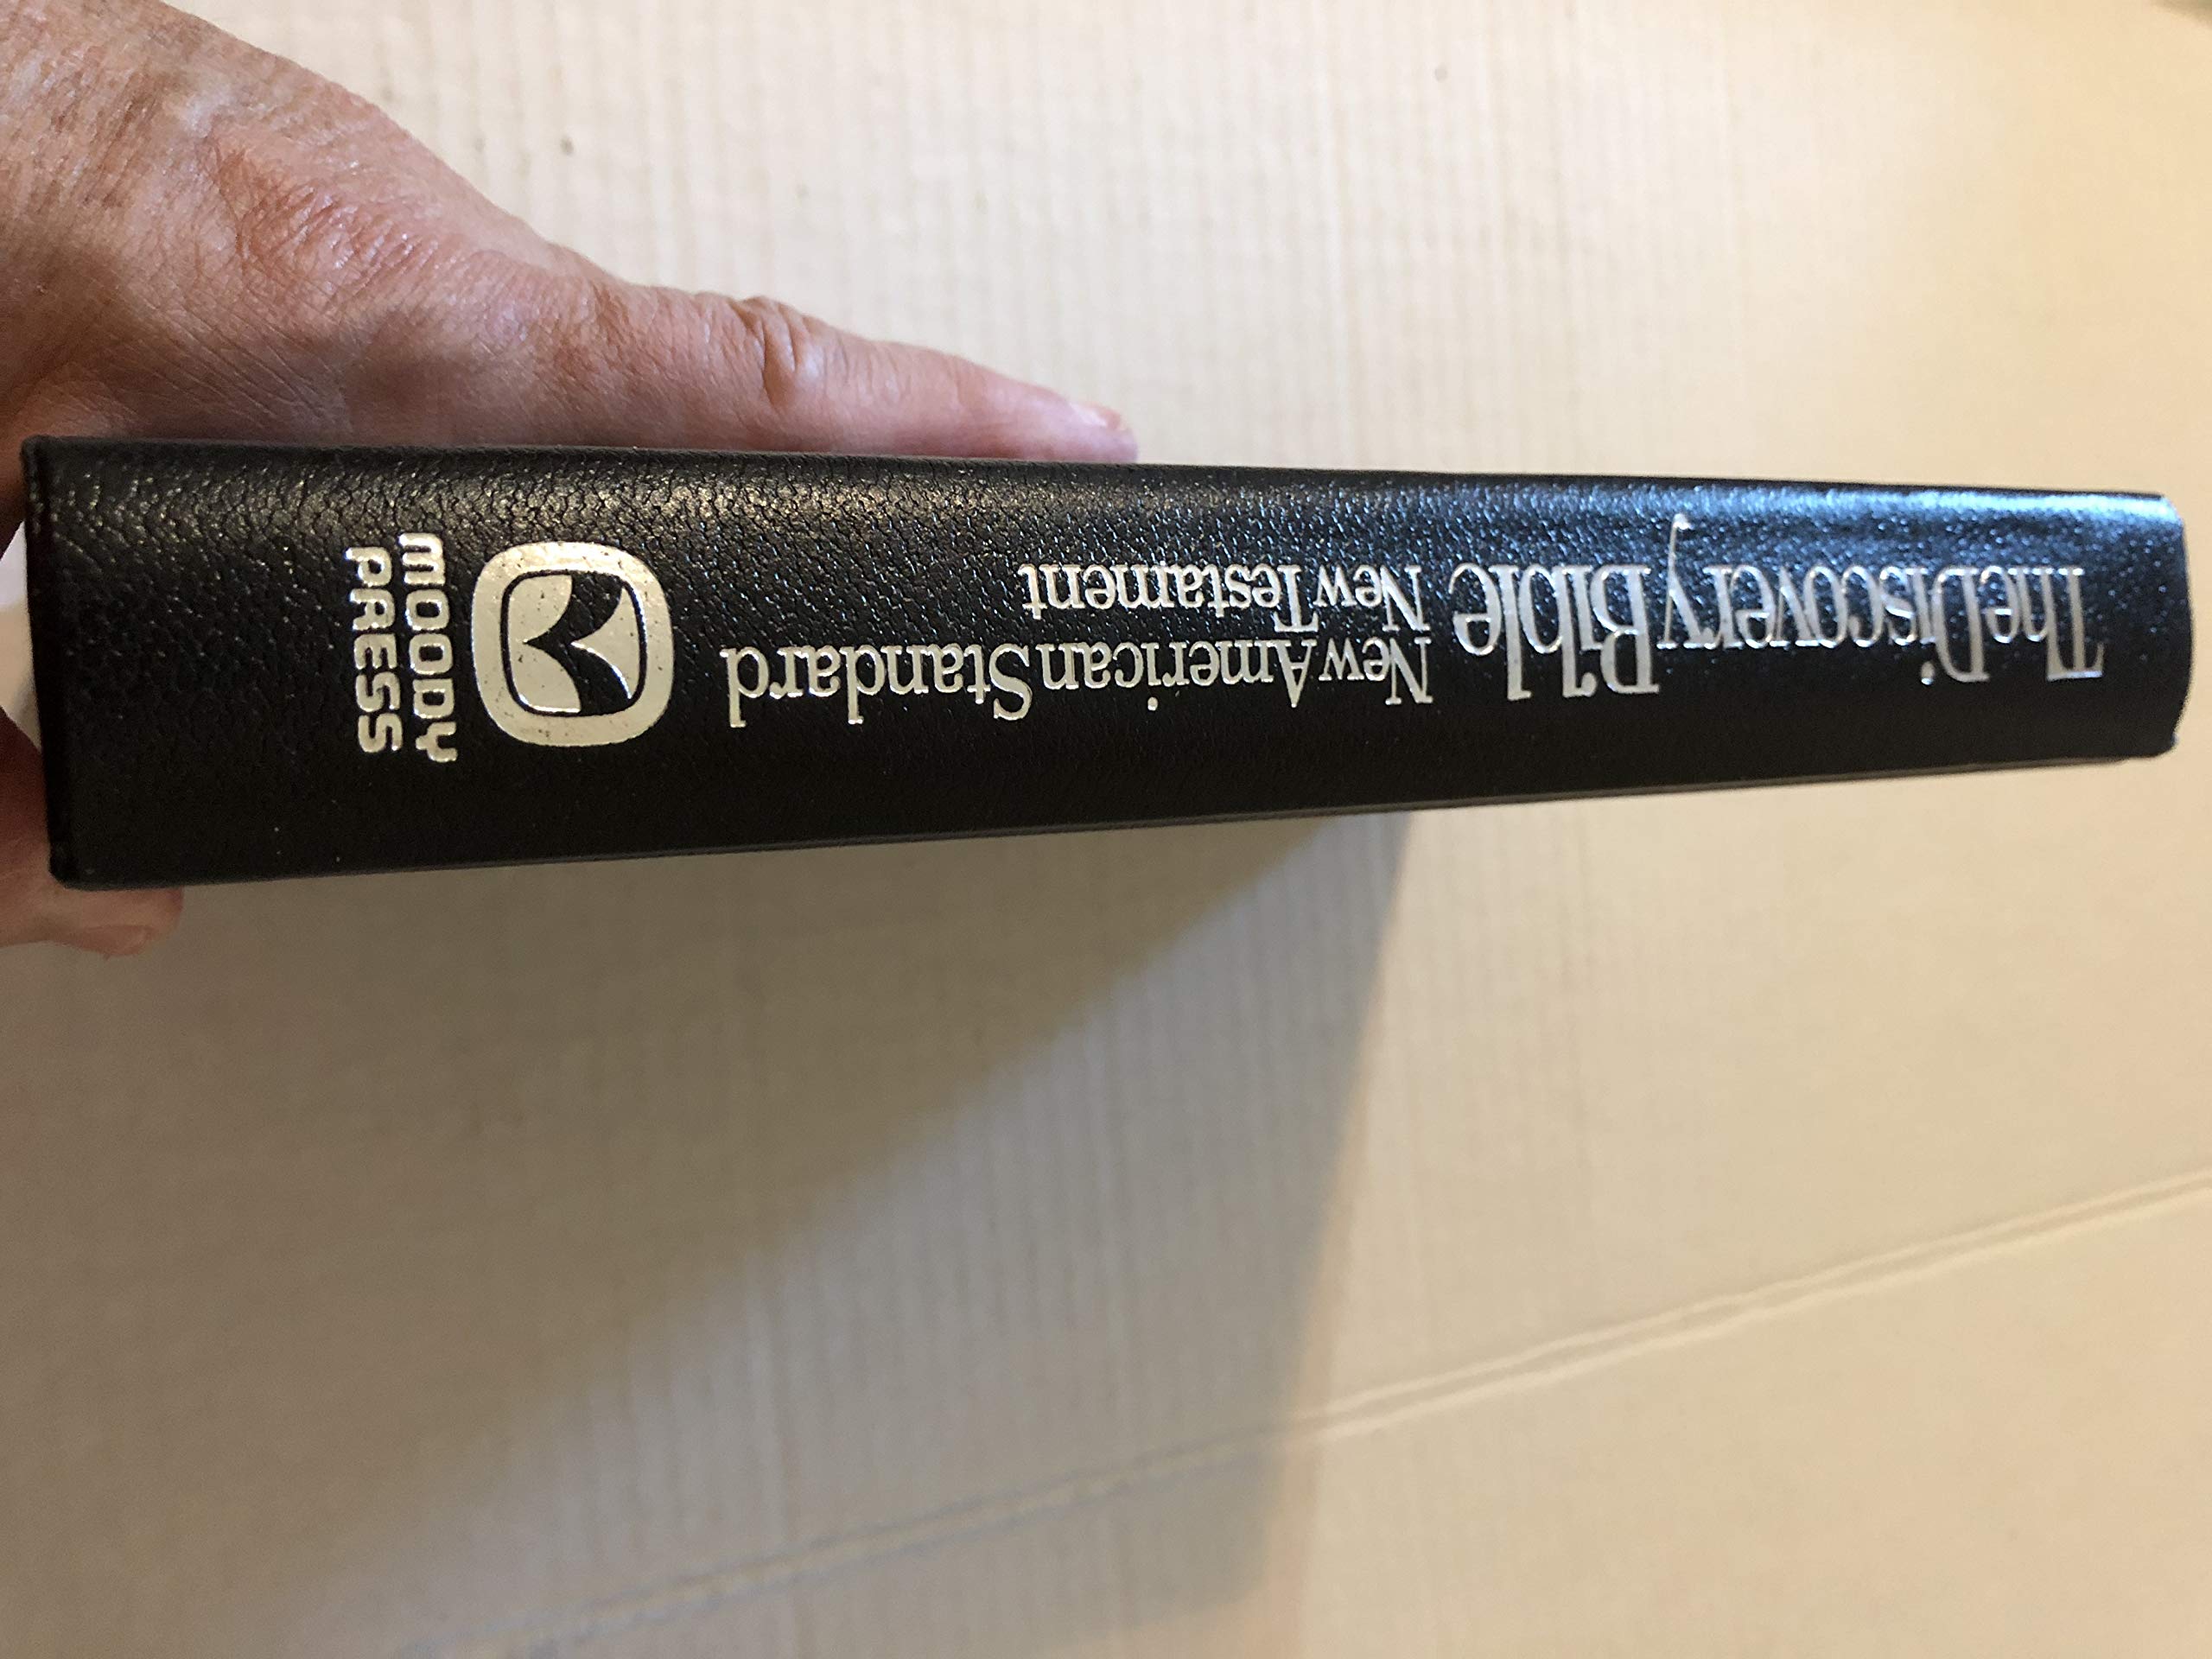 The Discovery Bible
New American Standard
New Testament
MOODY
PRESS